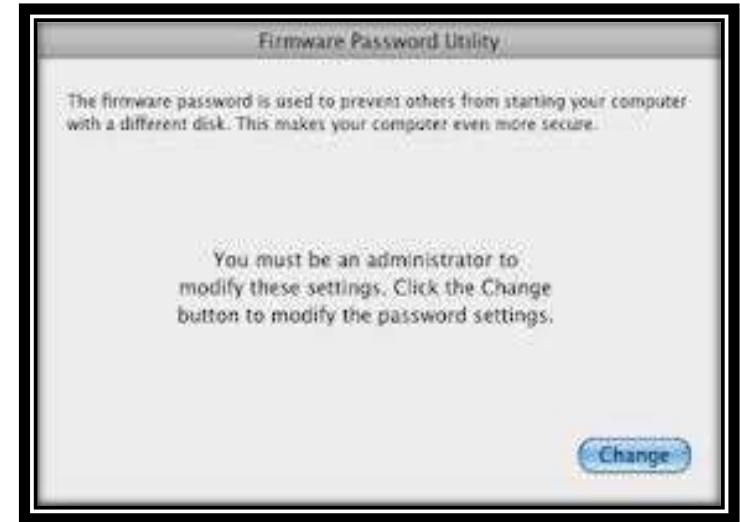 Firmware Password Utility
The firmware password is used to prevent others from starting your computer
with a different disk. This makes your computer even more secure.
You must be an administrator to
modify these settings. Click the Change
button to modify the password settings.
Change